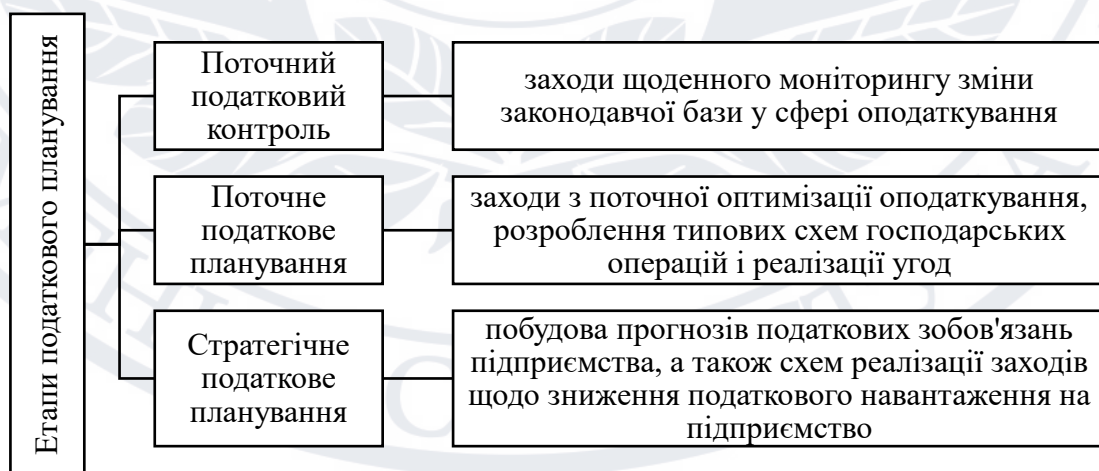 Етапи податкового планування
Поточний
податковий
контроль
заходи щоденного моніторингу зміни
законодавчої бази у сфері оподаткування
Поточне
податкове
планування
заходи з поточної оптимізації оподаткування,
розроблення типових схем господарських
операцій і реалізації угод
Стратегічне
податкове
планування
побудова прогнозів податкових зобов'язань
підприємства, а також схем реалізації заходів
щодо зниження податкового навантаження на
підприємство